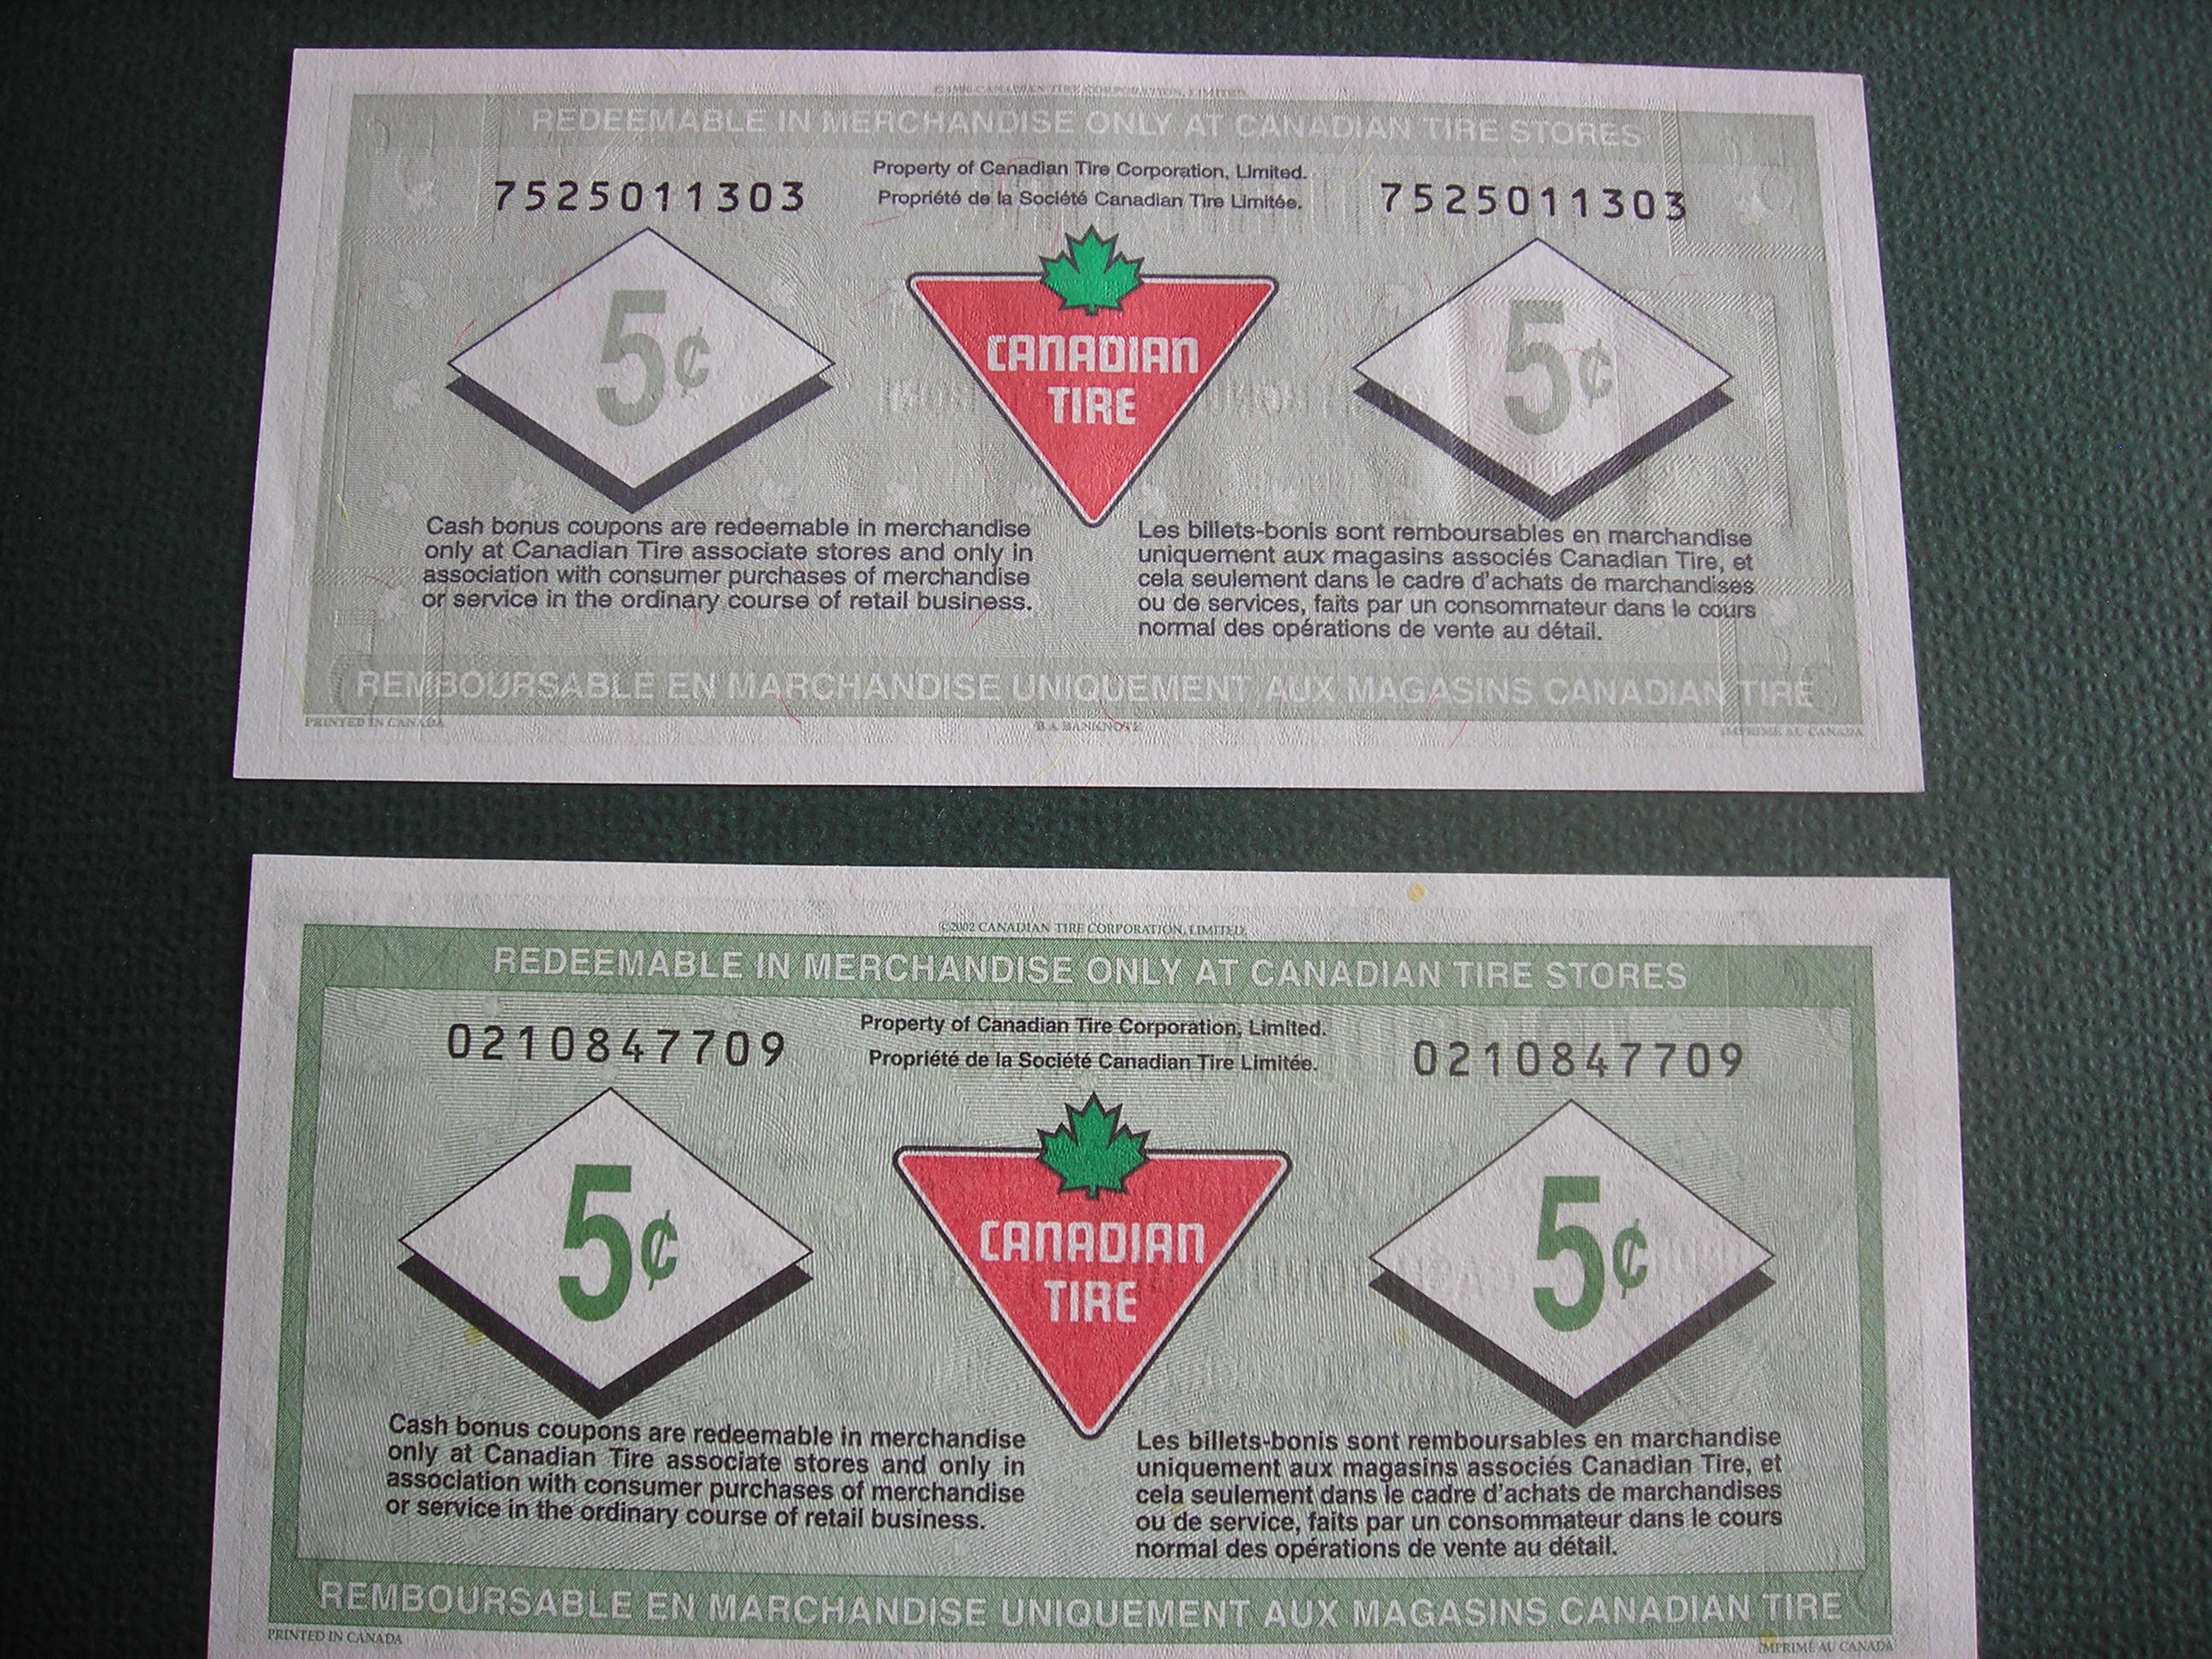 CANADIAN TIRE CORPORATION, LIMITED.
REDEEMABLE IN MERCHANDISE ONLY AT CANADIAN TIRE STORES
Property of Canadian Tire Corporation, Limited.
Propriété de la Société Canadian Tire Limitée.
7525011303
7525011303
5¢
CANADIAN
TIRE
5¢
Cash bonus coupons are redeemable in merchandise
only at Canadian Tire associate stores and only in
association with consumer purchases of merchandise
or service in the ordinary course of retail business.
Les billets-bonis sont remboursables en marchandise
uniquement aux magasins associés Canadian Tire, et
cela seulement dans le cadre d'achats de marchandises
ou de services, faits par un consommateur dans le cours
normal des opérations de vente au détail.
REMBOURSABLE EN MARCHANDISE UNIQUEMENT AUX MAGASINS CANADIAN TIRE
PRINTED IN CANADA
B A BANKNOTE
IMPRIME AU CANADA
©2002 CANADIAN TIRE CORPORATION, LIMITED.
REDEEMABLE IN MERCHANDISE ONLY AT CANADIAN TIRE STORES
Property of Canadian Tire Corporation, Limited.
Propriété de la Société Canadian Tire Limitée.
0210847709
0210847709
5¢
CANADIAN
TIRE
5¢
Cash bonus coupons are redeemable in merchandise
only at Canadian Tire associate stores and only in
association with consumer purchases of merchandise
or service in the ordinary course of retail business.
Les billets-bonis sont remboursables en marchandise
uniquement aux magasins associés Canadian Tire, et
cela seulement dans le cadre d'achats de marchandises
ou de service, faits par un consommateur dans le cours
normal des opérations de vente au détail.
REMBOURSABLE EN MARCHANDISE UNIQUEMENT AUX MAGASINS CANADIAN TIRE
PRINTED IN CANADA
IMPRIMÉ AU CANADA